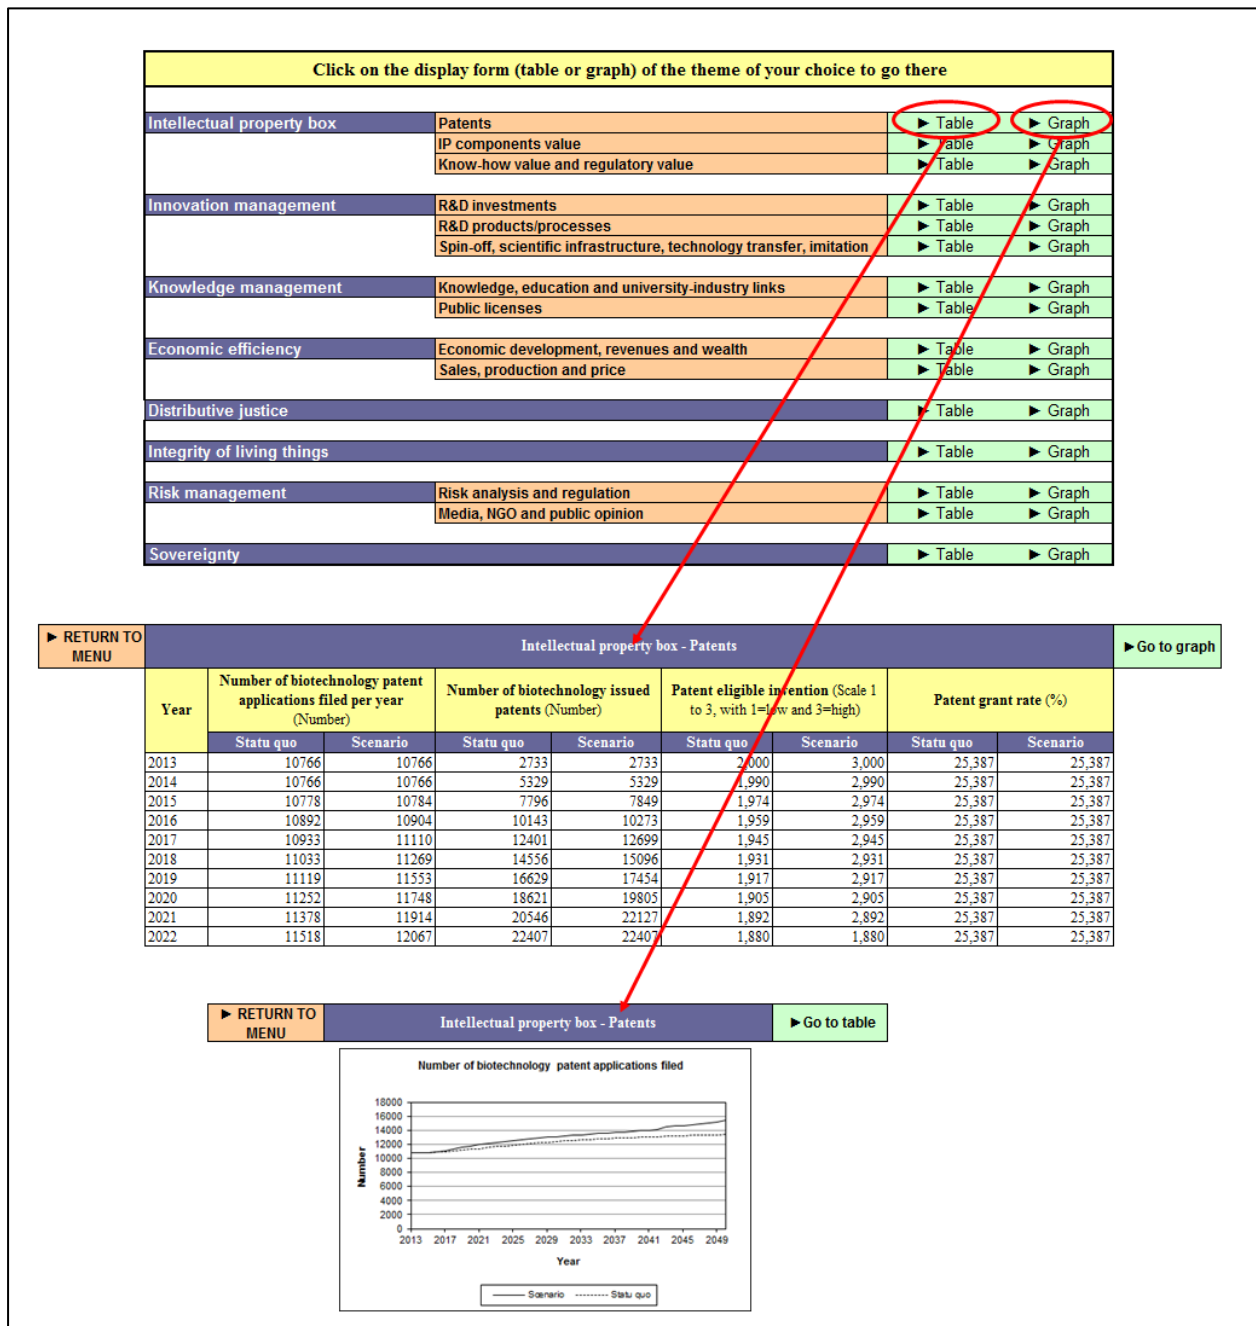 Click on the display form (table or graph) of the theme of your choice to go there
Intellectual property box Patents ► Table ► Graph
IP components value ► Table ► Graph
Know-how value and regulatory value ► Table ► Graph
Innovation management R&D investments ► Table ► Graph
R&D products/processes ► Table ► Graph
Spin-off, scientific infrastructure, technology transfer, imitation ► Table ► Graph
Knowledge management Knowledge, education and university-industry links ► Table ► Graph
Public licenses ► Table ► Graph
Economic efficiency Economic development, revenues and wealth ► Table ► Graph
Sales, production and price ► Table ► Graph
Distributive justice ► Table ► Graph
Integrity of living things ► Table ► Graph
Risk management Risk analysis and regulation ► Table ► Graph
Media, NGO and public opinion ► Table ► Graph
Sovereignty ► Table ► Graph
► RETURN TO
MENU
Intellectual property box - Patents
►Go to graph
Year
Number of biotechnology patent
applications filed per year
(Number)
Number of biotechnology issued
patents (Number)
Patent eligible invention (Scale 1
to 3, with 1=low and 3=high)
Patent grant rate (%)
Statu quo Scenario Statu quo Scenario Statu quo Scenario Statu quo Scenario
2013 10766 10766 2733 2733 2,000 3,000 25,387 25,387
2014 10766 10766 5329 5329 1,990 2,990 25,387 25,387
2015 10778 10784 7796 7849 1,974 2,974 25,387 25,387
2016 10892 10904 10143 10273 1,959 2,959 25,387 25,387
2017 10933 11110 12401 12699 1,945 2,945 25,387 25,387
2018 11033 11269 14556 15096 1,931 2,931 25,387 25,387
2019 11119 11553 16629 17454 1,917 2,917 25,387 25,387
2020 11252 11748 18621 19805 1,905 2,905 25,387 25,387
2021 11378 11914 20546 22127 1,892 2,892 25,387 25,387
2022 11518 12067 22407 22407 1,880 1,880 25,387 25,387
► RETURN TO
MENU
Intellectual property box - Patents
►Go to table
Number of biotechnology patent applications filed
Number
18000
16000
14000
12000
10000
8000
6000
4000
2000
0
2013 2017 2021 2025 2029 2033 2037 2041 2045 2049
Year
Scenario Statu quo